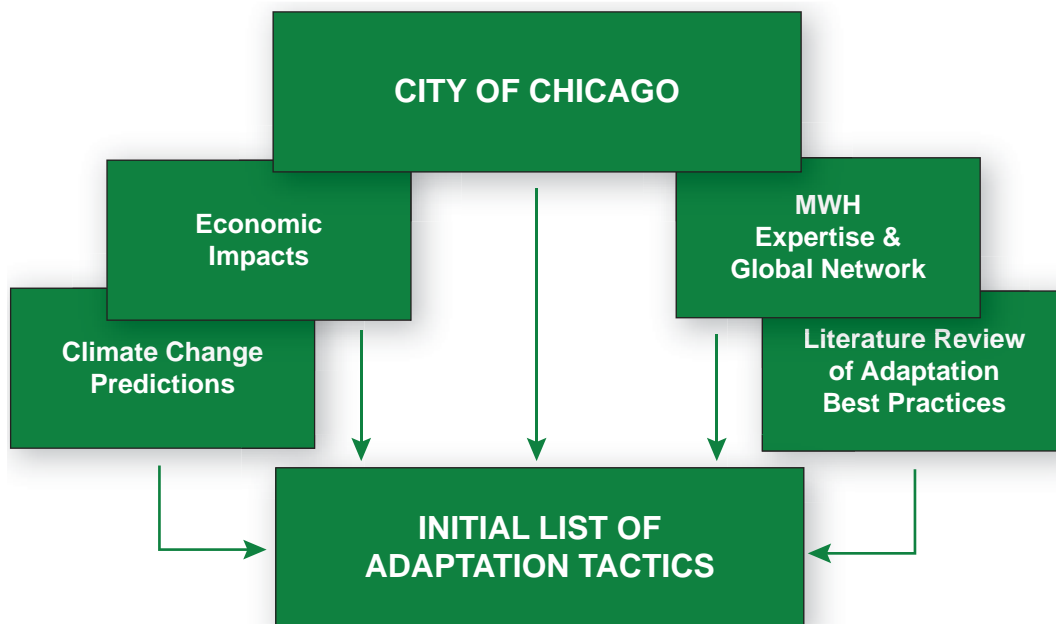 CITY OF CHICAGO
Economic
Impacts
MWH
Expertise &
Global Network
Climate Change
Predictions
Literature Review
of Adaptation
Best Practices
INITIAL LIST OF
ADAPTATION TACTICS